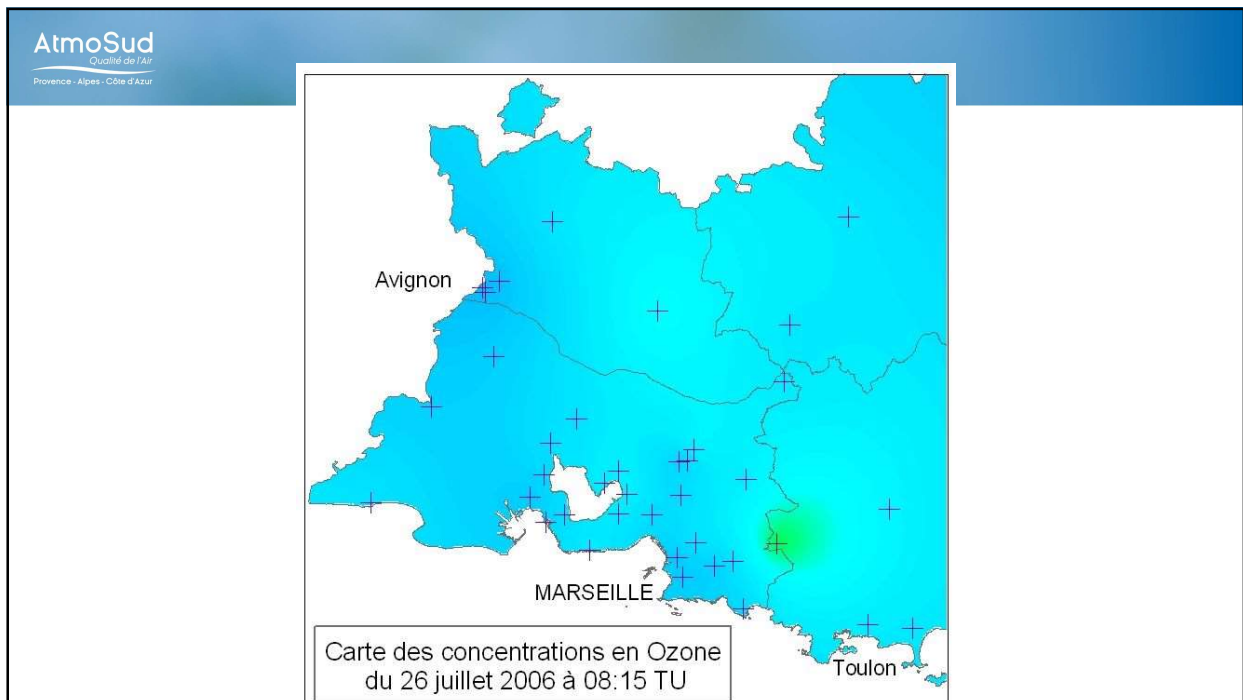 AtmoSud
Qualité de l'Air
Provence - Alpes - Côte d'Azur
Avignon
MARSEILLE
Toulon
Carte des concentrations en Ozone
du 26 juillet 2006 à 08:15 TU